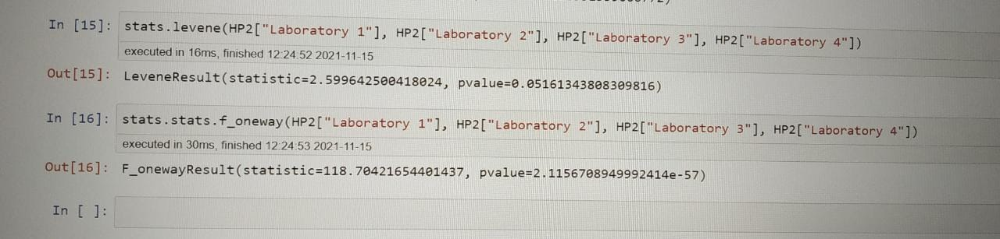 In [15]: stats.levene(HP2["Laboratory 1"], HP2["Laboratory 2"], HP2["Laboratory 3"], HP2["Laboratory 4"])
executed in 16ms, finished 12:24:52 2021-11-15
Out[15]: LeveneResult(statistic=2.599642500418024, pvalue=0.05161343808309816)
In [16]: stats.stats.f_oneway(HP2["Laboratory 1"], HP2["Laboratory 2"], HP2["Laboratory 3"], HP2["Laboratory 4"])
executed in 30ms, finished 12:24:53 2021-11-15
Out[16]: F_onewayResult(statistic=118.70421654401437, pvalue=2.1156708949992414e-57)
In [ ]: